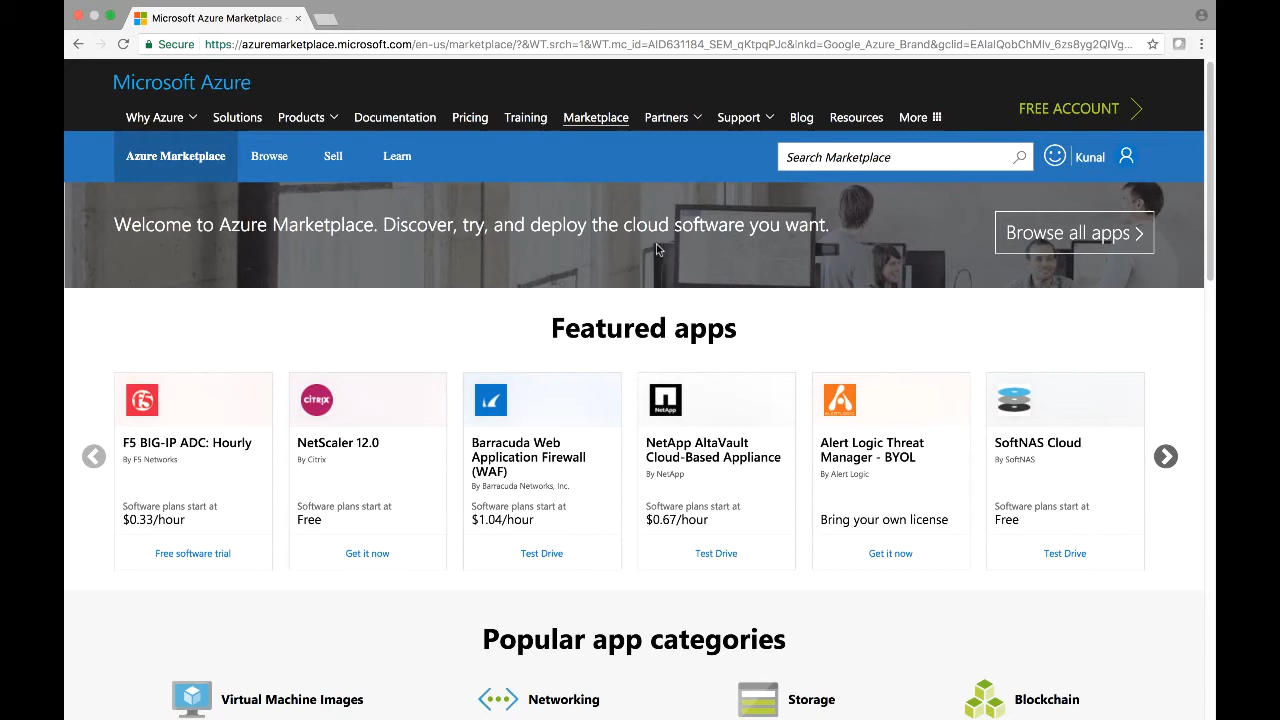 Microsoft Azure Marketplace -
Secure
https://azuremarketplace.microsoft.com/en-us/marketplace/?&WT.srch=1&WT.mc_id=AID631184_SEM_qKtpqPJc&lnkd=Google_Azure_Brand&gclid=EAIaIQobChMIv_6zs8yg2QIVg...
Microsoft Azure
FREE ACCOUNT
Why Azure Solutions Products Documentation Pricing Training Marketplace Partners Support Blog Resources More
Azure Marketplace Browse Sell Learn
Search Marketplace
Kunal
Welcome to Azure Marketplace. Discover, try, and deploy the cloud software you want.
Browse all apps
Featured apps
F5 BIG-IP ADC: Hourly
By F5 Networks
Software plans start at
$0.33/hour
Free software trial
CİTRIX
NetScaler 12.0
By Citrix
Software plans start at
Free
Get it now
Barracuda Web
Application Firewall
(WAF)
By Barracuda Networks, Inc.
Software plans start at
$1.04/hour
Test Drive
NetApp
NetApp AltaVault
Cloud-Based Appliance
By NetApp
Software plans start at
$0.67/hour
Test Drive
ALERT LOGIC
Alert Logic Threat
Manager - BYOL
By Alert Logic
Bring your own license
Get it now
SoftNAS Cloud
By SoftNAS
Software plans start at
Free
Test Drive
Popular app categories
Virtual Machine Images
Networking
Storage
Blockchain